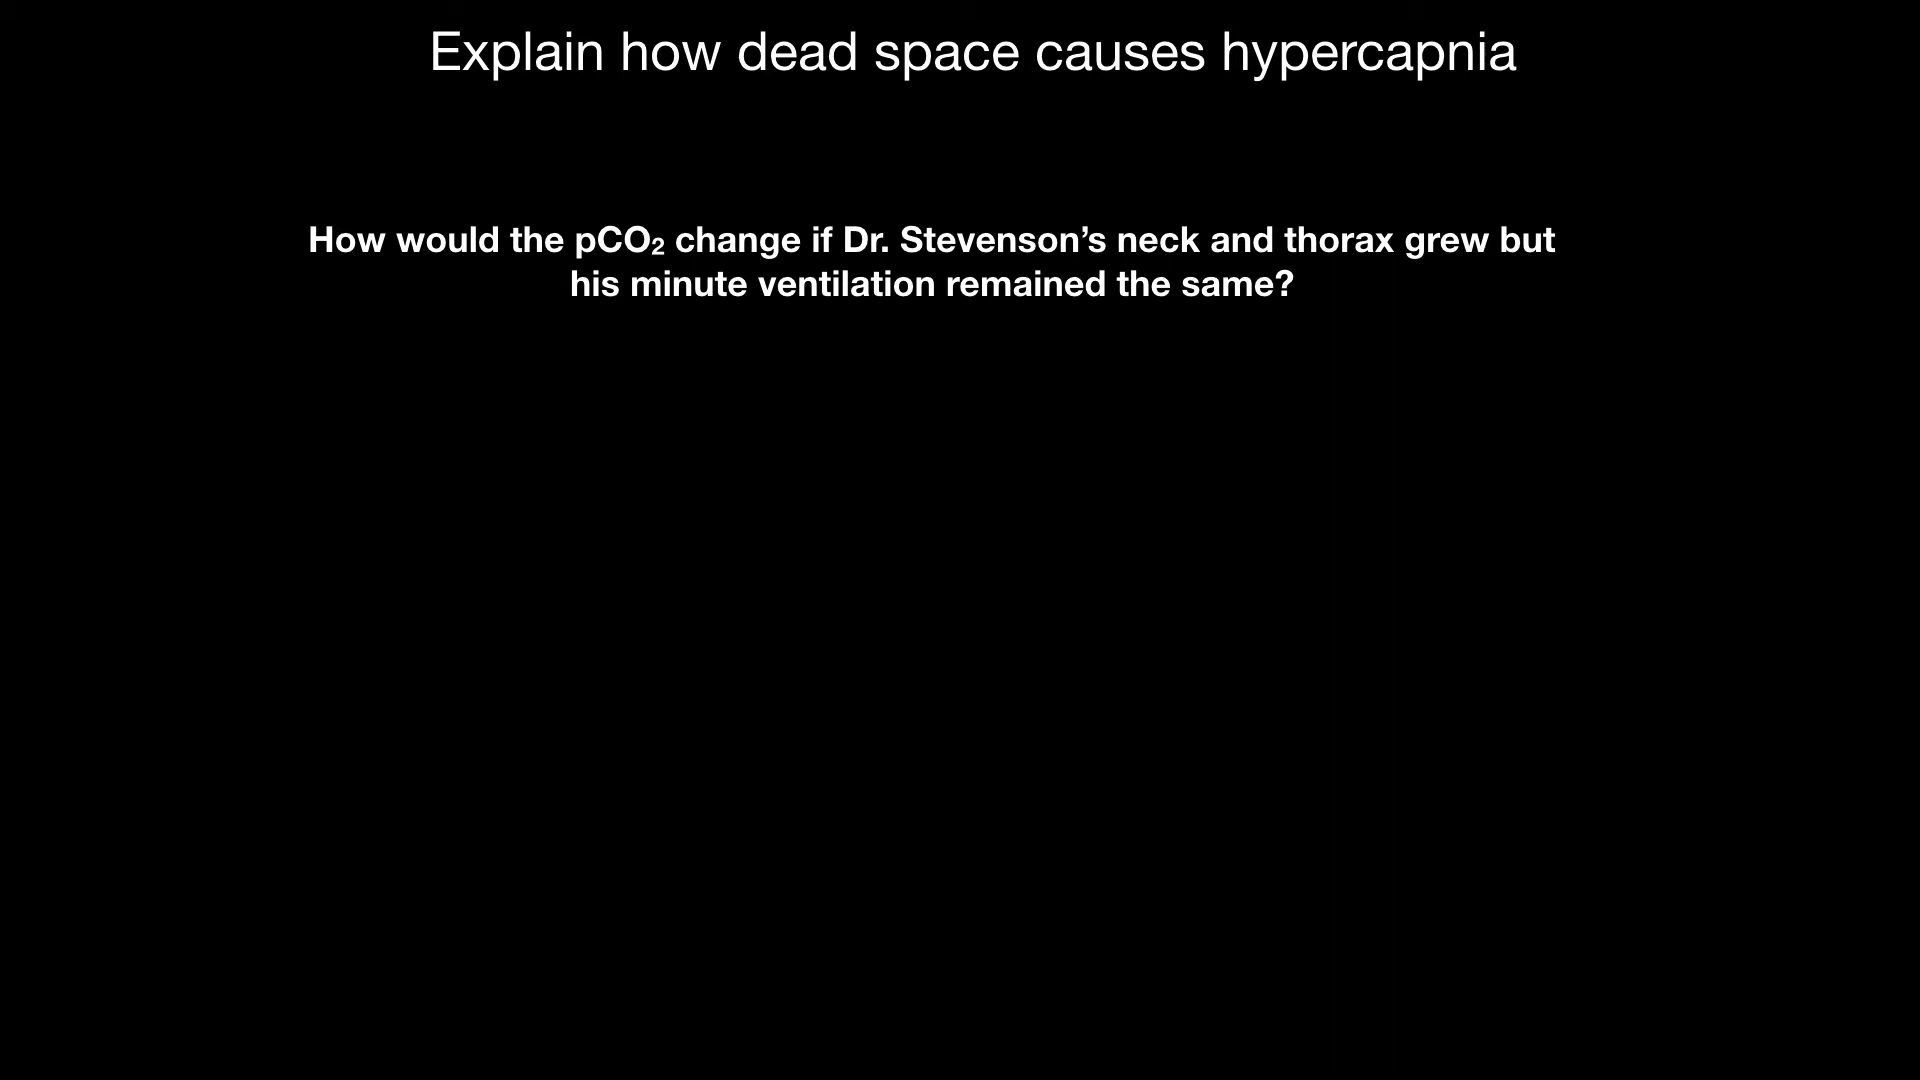 Explain how dead space causes hypercapnia
How would the pCO₂ change if Dr. Stevenson’s neck and thorax grew but
his minute ventilation remained the same?